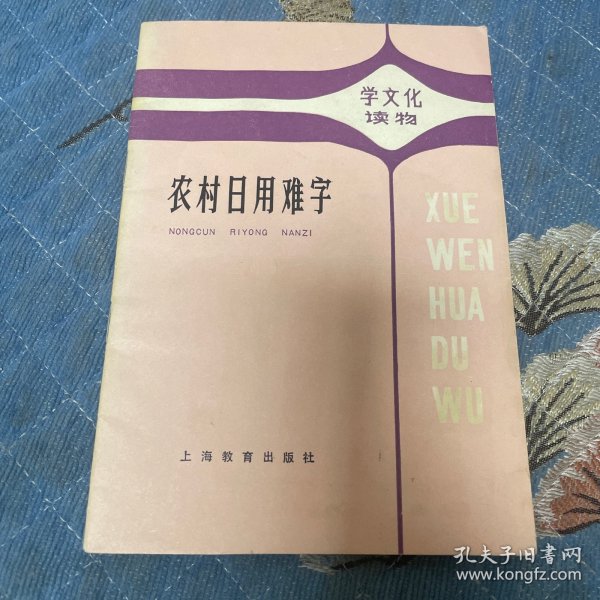 学文化
读物
农村日用难字
NONGCUN RIYONG NANZI
XUE
WEN
HUA
DU
WU
上海教育出版社
孔夫子旧书网
www.kongfz.com